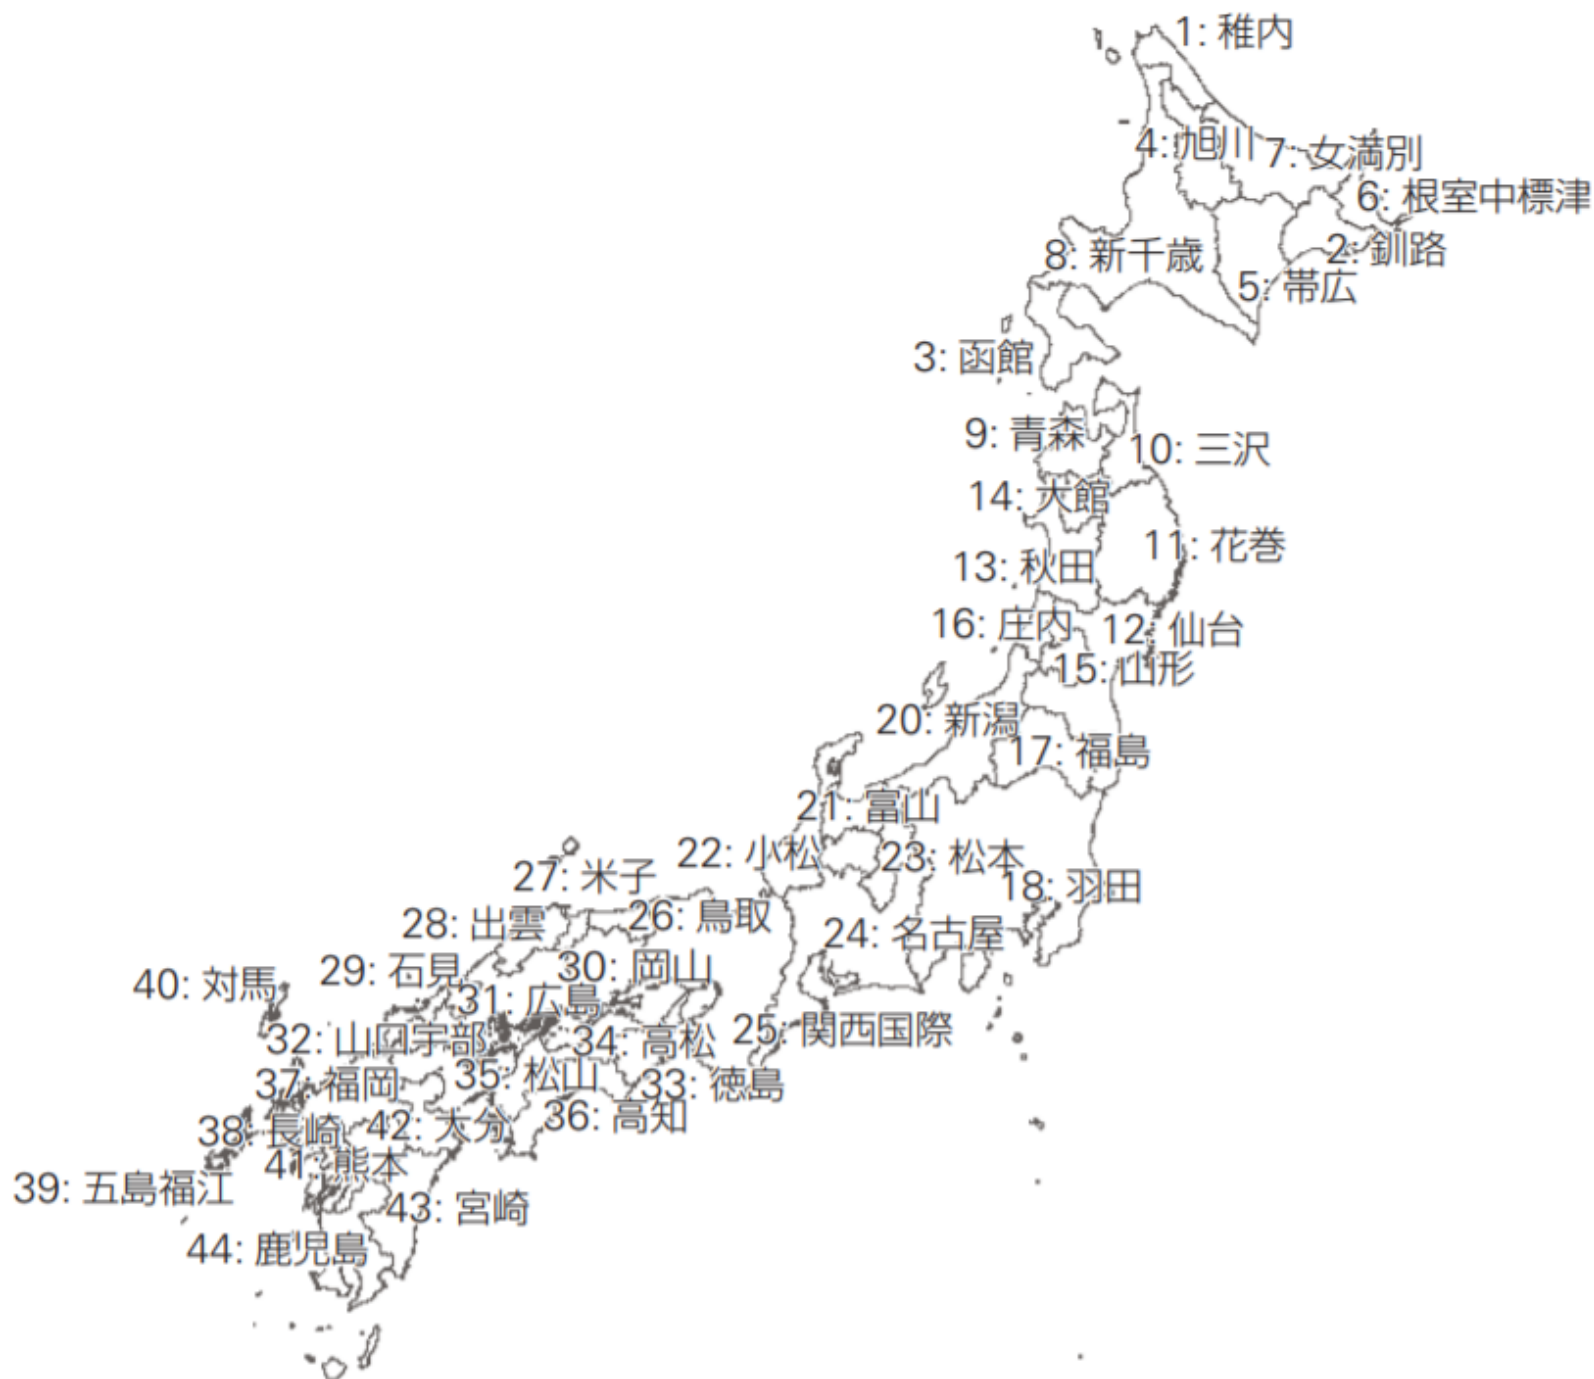 1: 稚内
4: 旭川
7: 女満別
6: 根室中標津
8: 新千歳
2: 釧路
5: 帯広
3: 函館
9: 青森
10: 三沢
14: 大館
11: 花巻
13: 秋田
16: 庄内
12: 仙台
15: 山形
20: 新潟
17: 福島
21: 富山
22: 小松
23: 松本
27: 米子
18: 羽田
28: 出雲
26: 鳥取
24: 名古屋
29: 石見
30: 岡山
40: 対馬
31: 広島
25: 関西国際
32: 山口宇部
34: 高松
37: 福岡
35: 松山
33: 徳島
36: 高知
38: 長崎
42: 大分
41: 熊本
39: 五島福江
43: 宮崎
44: 鹿児島